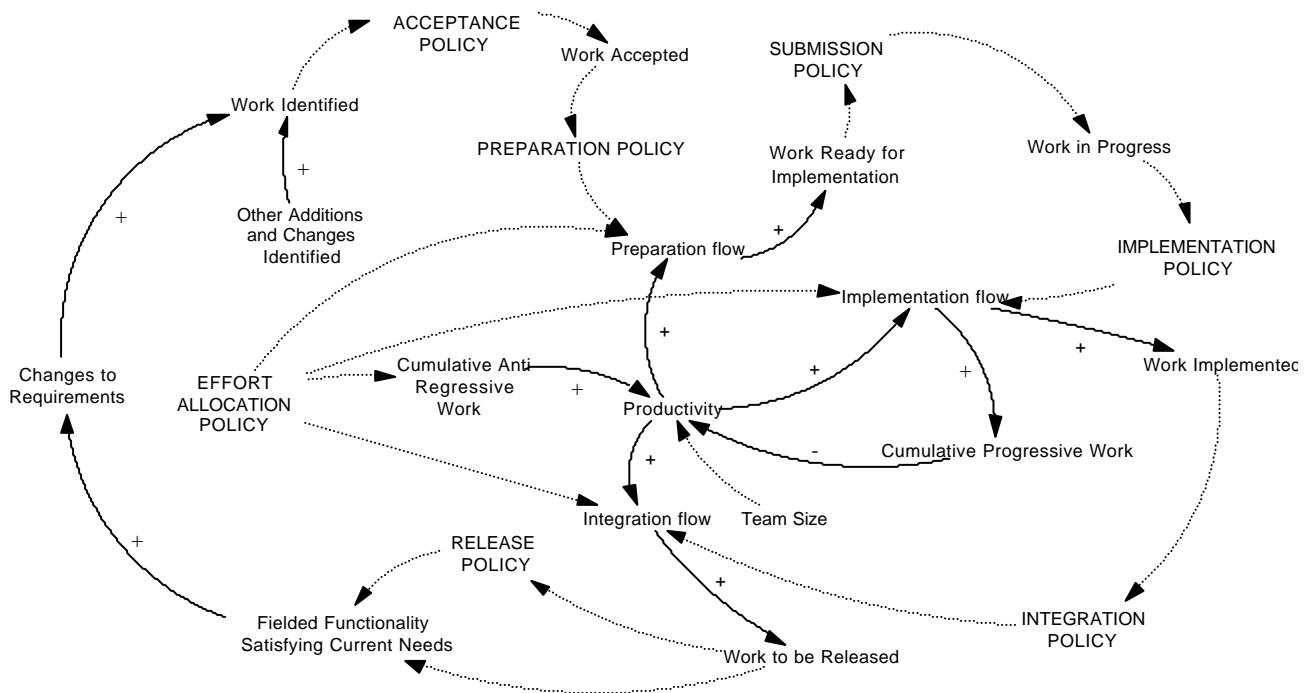 ACCEPTANCE
POLICY
Work Accepted
SUBMISSION
POLICY
Work Identified
PREPARATION POLICY
Work Ready for
Implementation
Work in Progress
+
+
Other Additions
and Changes
Identified
+
Preparation flow
IMPLEMENTATION
POLICY
Implementation flow
+
+
+
+
Changes to
Requirements
EFFORT
ALLOCATION
POLICY
Cumulative Anti
Regressive
Work
+
Productivity
Work Implemented
-
Cumulative Progressive Work
+
Integration flow
Team Size
+
RELEASE
POLICY
+
Fielded Functionality
Satisfying Current Needs
Work to be Released
INTEGRATION
POLICY